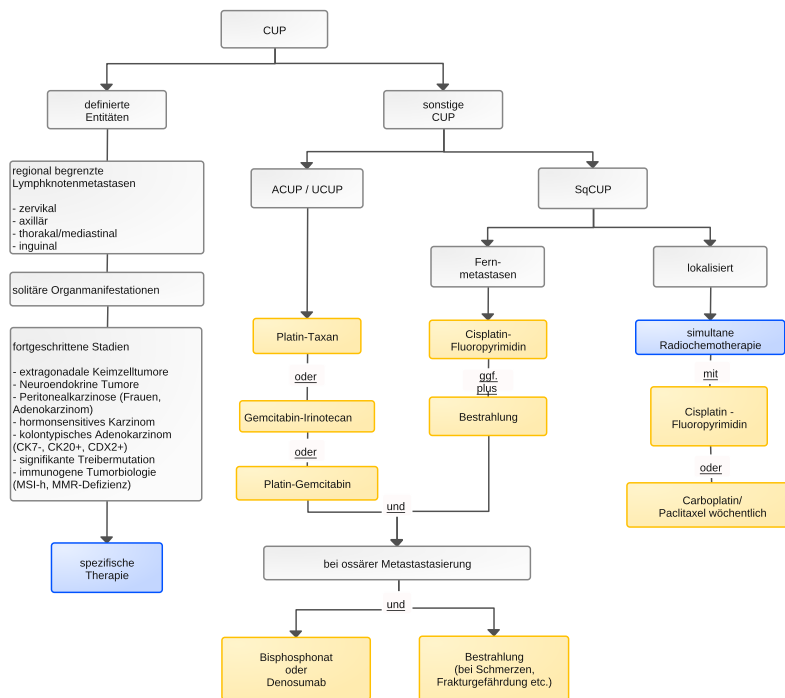 CUP
definierte
Entitäten
sonstige
CUP
regional begrenzte
Lymphknotenmetastasen
- zervikal
- axillär
- thorakal/mediastinal
- inguinal
ACUP / UCUP
SqCUP
Fern-
metastasen
lokalisiert
solitäre Organmanifestationen
fortgeschrittene Stadien
- extragonadale Keimzelltumore
- Neuroendokrine Tumore
- Peritonealkarzinose (Frauen,
Adenokarzinom)
- hormonsensitives Karzinom
- kolontypisches Adenokarzinom
(CK7-, CK20+, CDX2+)
- signifikante Treibermutation
- immunogene Tumorbiologie
(MSI-h, MMR-Defizienz)
spezifische
Therapie
Platin-Taxan
oder
Gemcitabin-Irinotecan
oder
Platin-Gemcitabin
Cisplatin-
Fluoropyrimidin
ggf.
plus
Bestrahlung
simultane
Radiochemotherapie
mit
Cisplatin -
Fluoropyrimidin
oder
Carboplatin/
Paclitaxel wöchentlich
und
bei ossärer Metastastasierung
und
Bisphosphonat
oder
Denosumab
Bestrahlung
(bei Schmerzen,
Frakturgefährdung etc.)